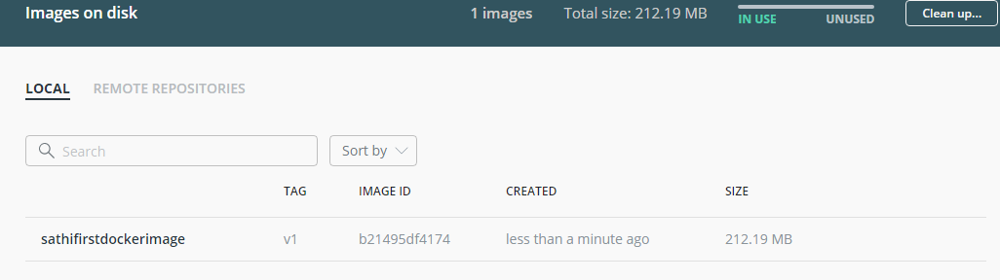 Images on disk 1 images Total size: 212.19 MB IN USE UNUSED Clean up...
LOCAL REMOTE REPOSITORIES
Search Sort by
TAG IMAGE ID CREATED SIZE
sathifirstdockerimage v1 b21495df4174 less than a minute ago 212.19 MB